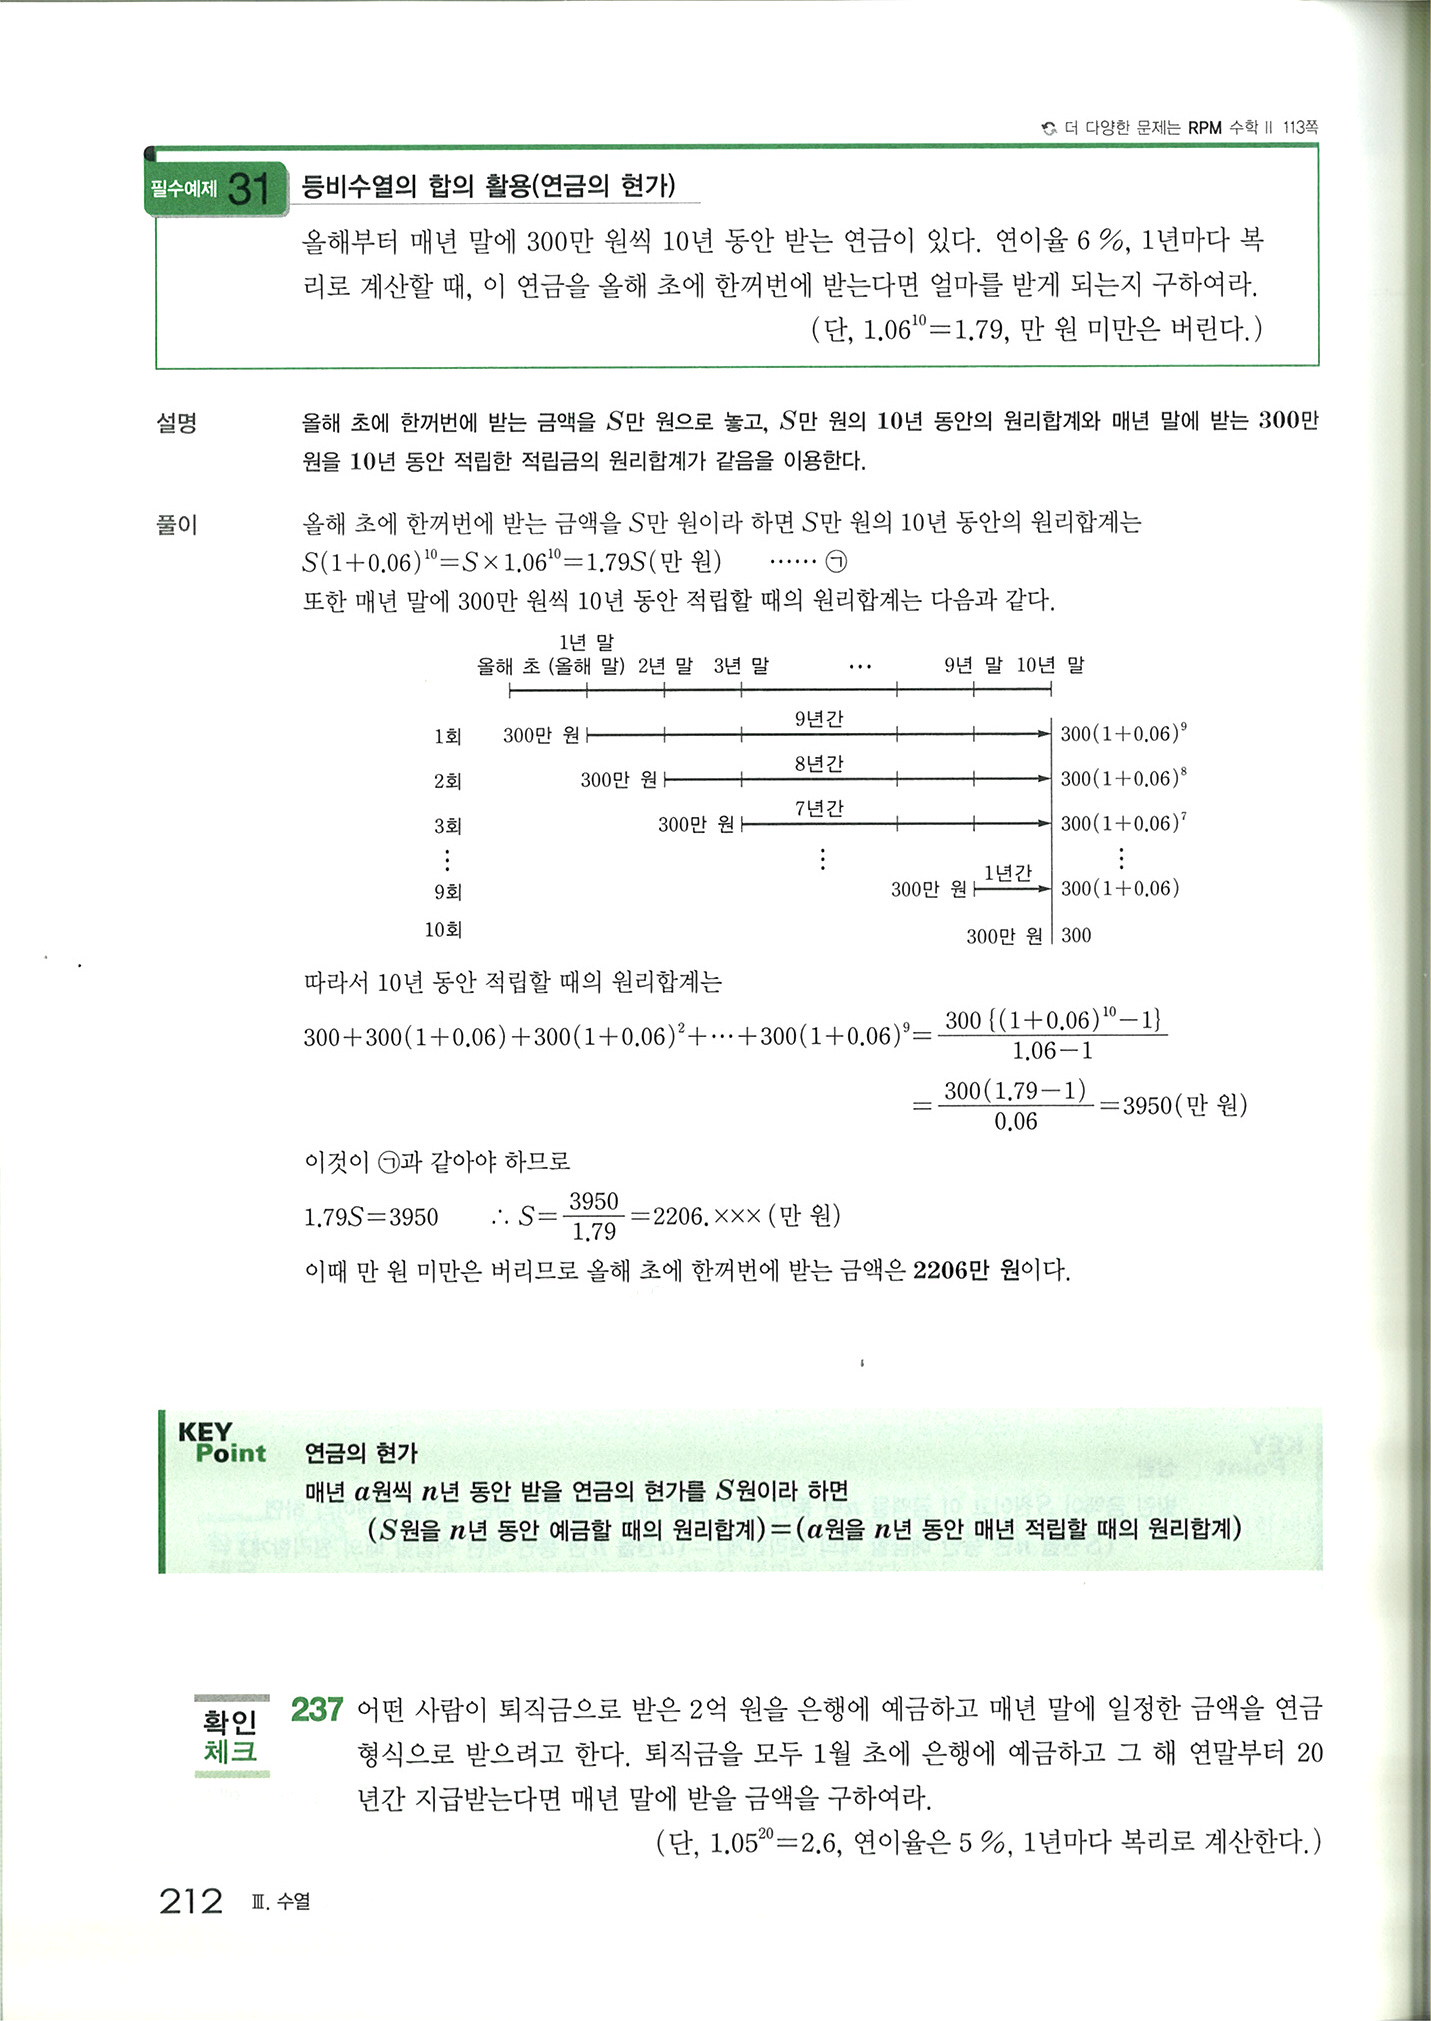 더 다양한 문제는 RPM 수학 Ⅱ 113쪽
필수예제 31 등비수열의 합의 활용(연금의 현가)
올해부터 매년 말에 300만 원씩 10년 동안 받는 연금이 있다. 연이율 6 %, 1년마다 복
리로 계산할 때, 이 연금을 올해 초에 한꺼번에 받는다면 얼마를 받게 되는지 구하여라.
(단, 1.06¹⁰=1.79, 만 원 미만은 버린다.)
설명 올해 초에 한꺼번에 받는 금액을 S만 원으로 놓고, S만 원의 10년 동안의 원리합계와 매년 말에 받는 300만
원을 10년 동안 적립한 적립금의 원리합계가 같음을 이용한다.
풀이 올해 초에 한꺼번에 받는 금액을 S만 원이라 하면 S만 원의 10년 동안의 원리합계는
S(1+0.06)¹⁰=S×1.06¹⁰=1.79S(만 원) ⋯⋯ ㉠
또한 매년 말에 300만 원씩 10년 동안 적립할 때의 원리합계는 다음과 같다.
1년 말
올해 초 (올해 말) 2년 말 3년 말 ⋯ 9년 말 10년 말
1회 300만 원 9년간 300(1+0.06)⁹
2회 300만 원 8년간 300(1+0.06)⁸
3회 300만 원 7년간 300(1+0.06)⁷
⋮ ⋮ ⋮
9회 300만 원 1년간 300(1+0.06)
10회 300만 원 300
따라서 10년 동안 적립할 때의 원리합계는
300+300(1+0.06)+300(1+0.06)²+⋯+300(1+0.06)⁹= 300{(1+0.06)¹⁰−1} / 1.06−1
= 300(1.79−1) / 0.06 =3950(만 원)
이것이 ㉠과 같아야 하므로
1.79S=3950 ∴ S= 3950 / 1.79 =2206.×××(만 원)
이때 만 원 미만은 버리므로 올해 초에 한꺼번에 받는 금액은 2206만 원이다.
KEY Point 연금의 현가
매년 a원씩 n년 동안 받을 연금의 현가를 S원이라 하면
(S원을 n년 동안 예금할 때의 원리합계)=(a원을 n년 동안 매년 적립할 때의 원리합계)
확인 체크 237 어떤 사람이 퇴직금으로 받은 2억 원을 은행에 예금하고 매년 말에 일정한 금액을 연금
형식으로 받으려고 한다. 퇴직금을 모두 1월 초에 은행에 예금하고 그 해 연말부터 20
년간 지급받는다면 매년 말에 받을 금액을 구하여라.
(단, 1.05²⁰=2.6, 연이율은 5 %, 1년마다 복리로 계산한다.)
212 Ⅲ. 수열